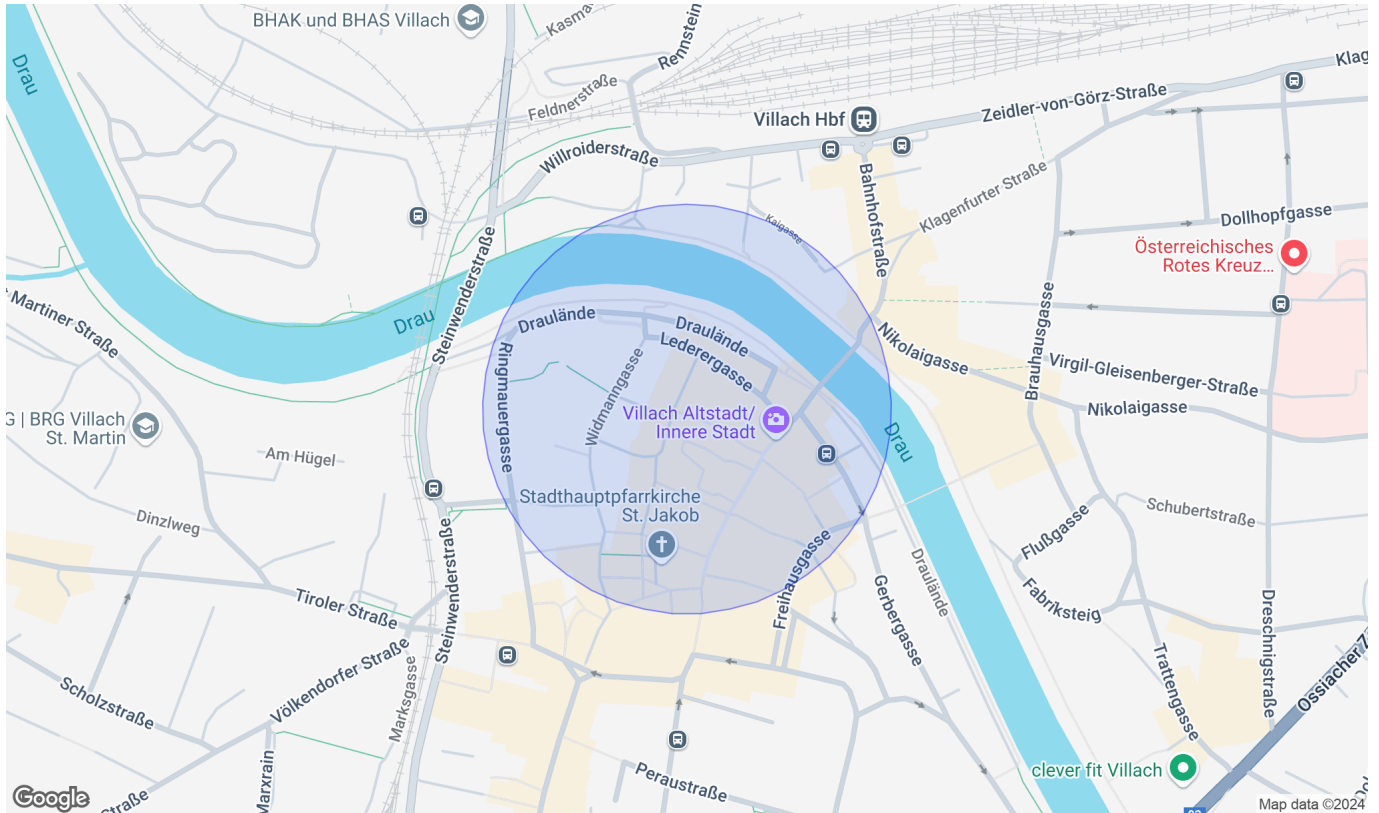 BHAK und BHAS Villach
Kasma
Rennstein
Klag
Drau
Feldnerstraße
Zeidler-von-Görz-Straße
Villach Hbf
Willroiderstraße
Bahnhofstraße
Klagenfurter Straße
Kaigasse
Dollhopfgasse
Österreichisches
Rotes Kreuz...
Steinwenderstraße
t Martiner Straße
Drau
Draulände
Draulände
Lederergasse
Nikolaigasse
Brauhausgasse
Virgil-Gleisenberger-Straße
Nikolaigasse
Ringmauergasse
Widmanngasse
Villach Altstadt/
Innere Stadt
G | BRG Villach
St. Martin
Am Hügel
Drau
Dinzlweg
Stadthauptpfarrkirche
St. Jakob
Schubertstraße
Flußgasse
Steinwenderstraße
Freihausgasse
Draulände
Gerbergasse
Fabriksteig
Tiroler Straße
Dreschnigstraße
Trattengasse
Völkendorfer Straße
Scholzstraße
Marksgasse
Ossiacher Z
Marxrain
Peraustraße
clever fit Villach
Google
straße
Map data ©2024